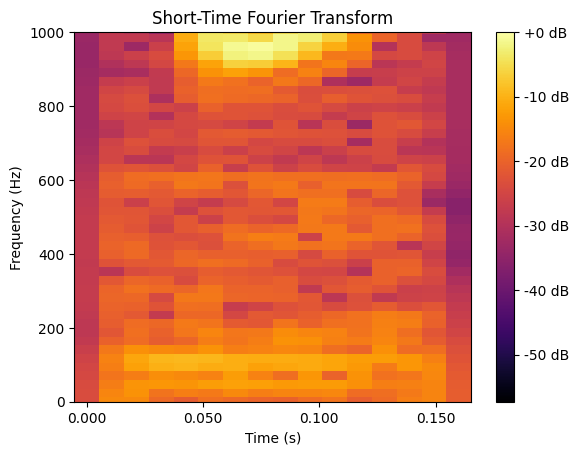 Short-Time Fourier Transform
1000
800
600
400
200
0
Frequency (Hz)
0.000
0.050
0.100
0.150
Time (s)
+0 dB
-10 dB
-20 dB
-30 dB
-40 dB
-50 dB